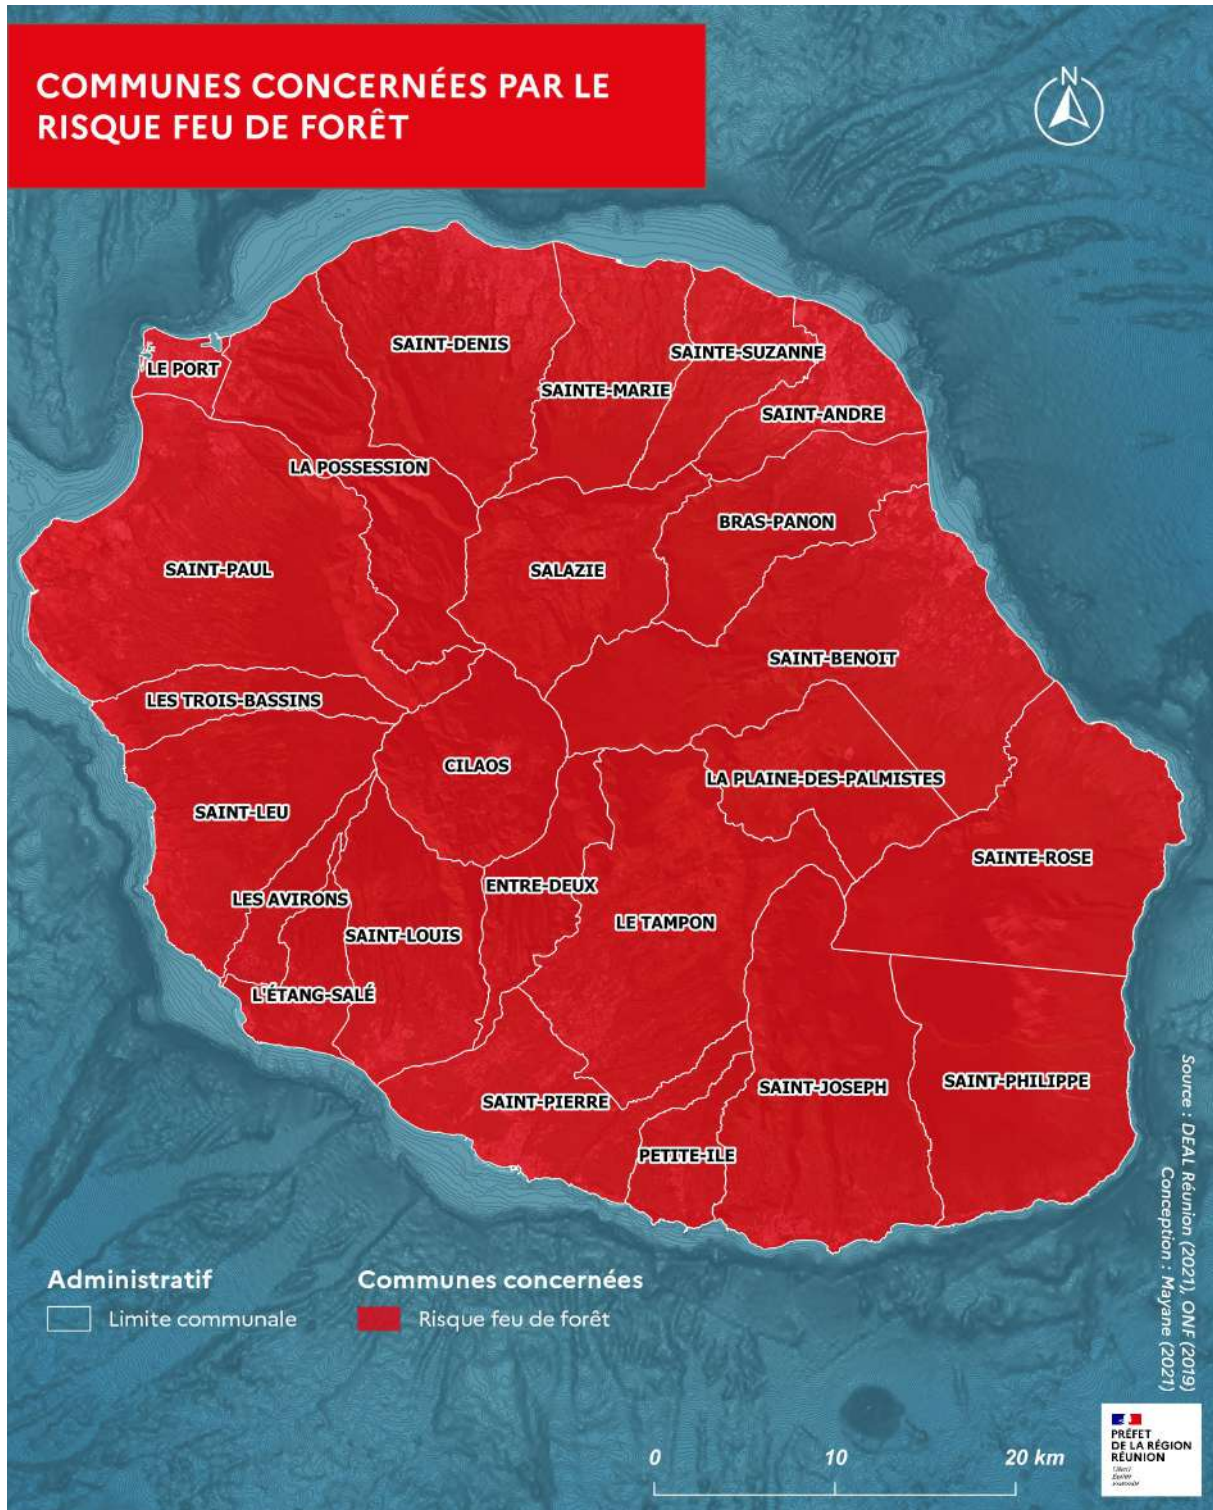 COMMUNES CONCERNÉES PAR LE
RISQUE FEU DE FORÊT
N
SAINT-DENIS
LE PORT
SAINTE-SUZANNE
SAINTE-MARIE
SAINT-ANDRE
LA POSSESSION
BRAS-PANON
SAINT-PAUL
SALAZIE
SAINT-BENOIT
LES TROIS-BASSINS
CILAOS
LA PLAINE-DES-PALMISTES
SAINT-LEU
SAINTE-ROSE
ENTRE-DEUX
LES AVIRONS
LE TAMPON
SAINT-LOUIS
L'ÉTANG-SALÉ
SAINT-PHILIPPE
SAINT-JOSEPH
SAINT-PIERRE
PETITE-ILE
Source : DEAL Réunion (2021), ONF (2019)
Conception : Mayane (2021)
Administratif
Limite communale
Communes concernées
Risque feu de forêt
0 10 20 km
PRÉFET
DE LA RÉGION
RÉUNION